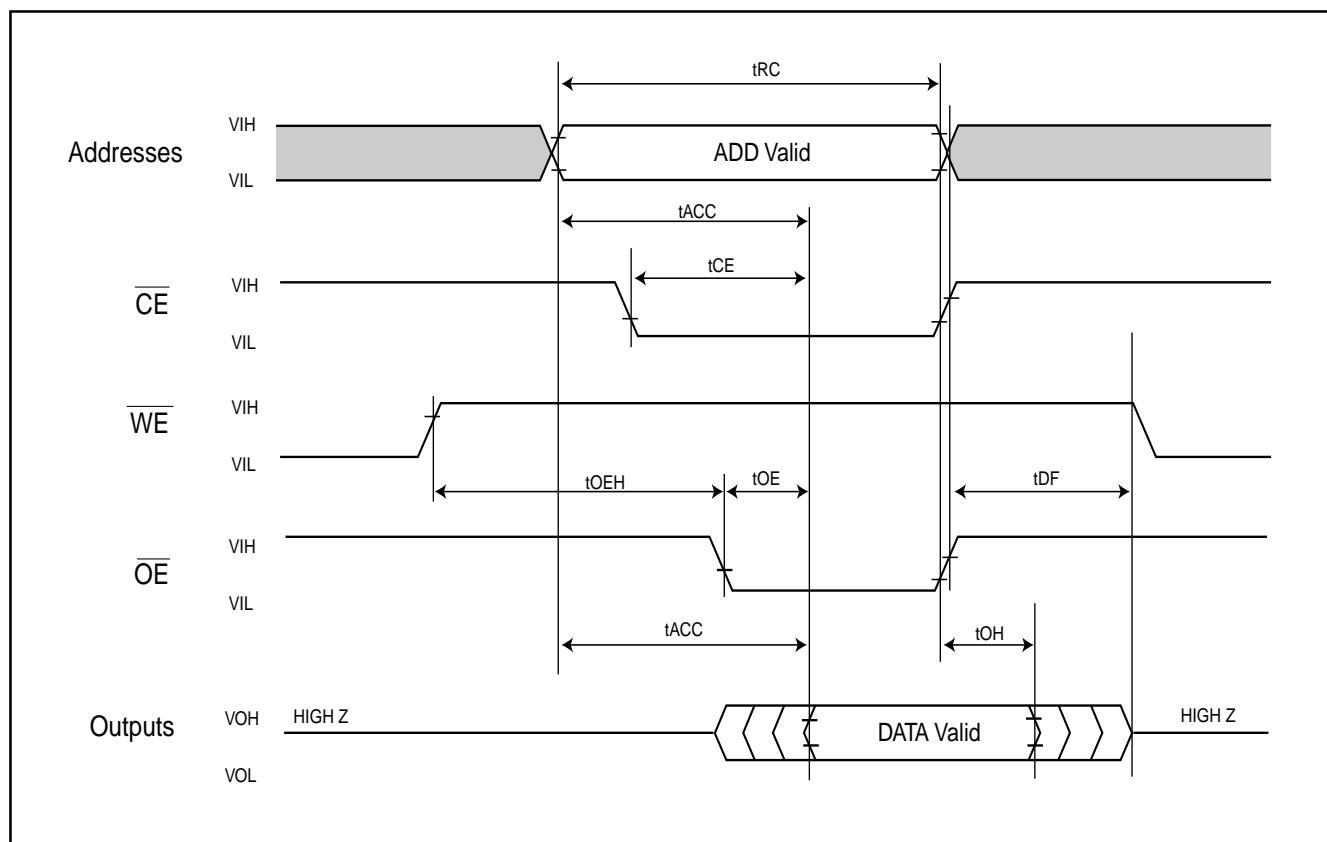 tRC
VIH
Addresses
ADD Valid
VIL
tACC
tCE
VIH
CE
VIL
VIH
WE
VIL
tOEH
tOE
tDF
VIH
OE
VIL
tACC
tOH
VOH
HIGH Z
HIGH Z
Outputs
DATA Valid
VOL